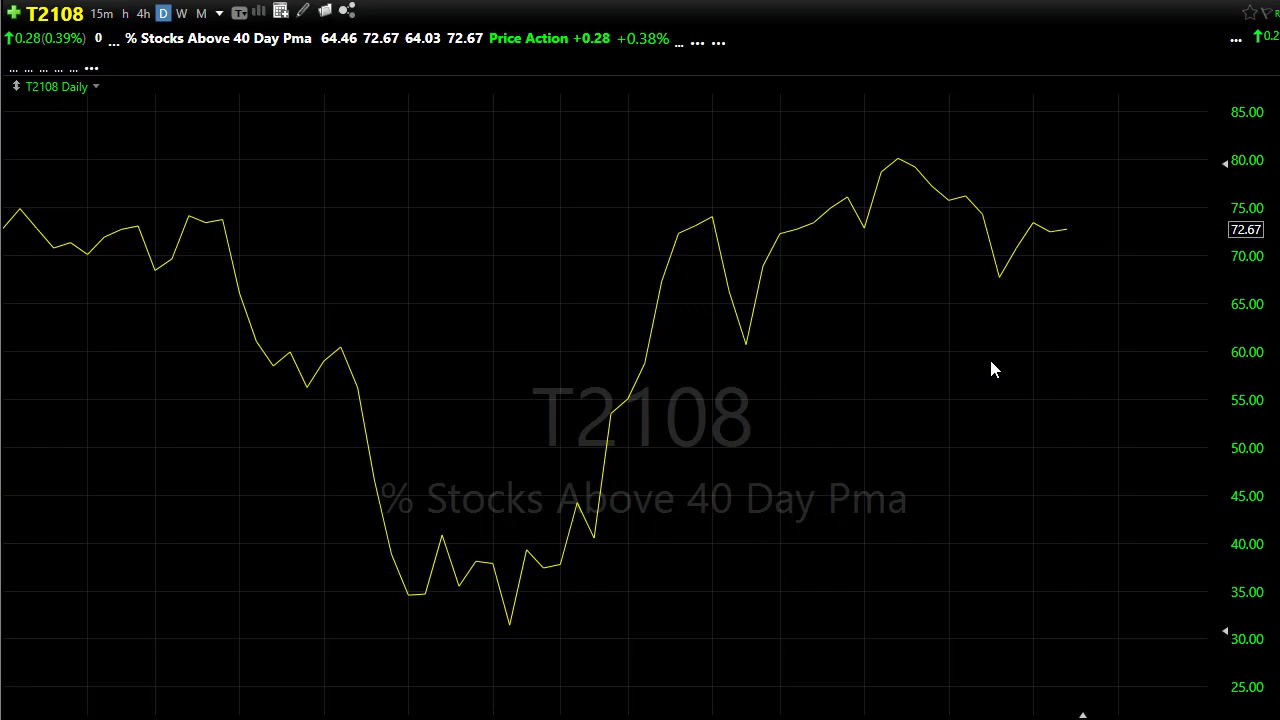 T2108 15m h 4h D W M T
0.28(0.39%) 0 ... % Stocks Above 40 Day Pma 64.46 72.67 64.03 72.67 Price Action +0.28 +0.38% ... ... ... ... 0.2
... ... ... ... ... ...
T2108 Daily
85.00
80.00
75.00
72.67
70.00
65.00
60.00
55.00
50.00
45.00
40.00
35.00
30.00
25.00
T2108
% Stocks Above 40 Day Pma